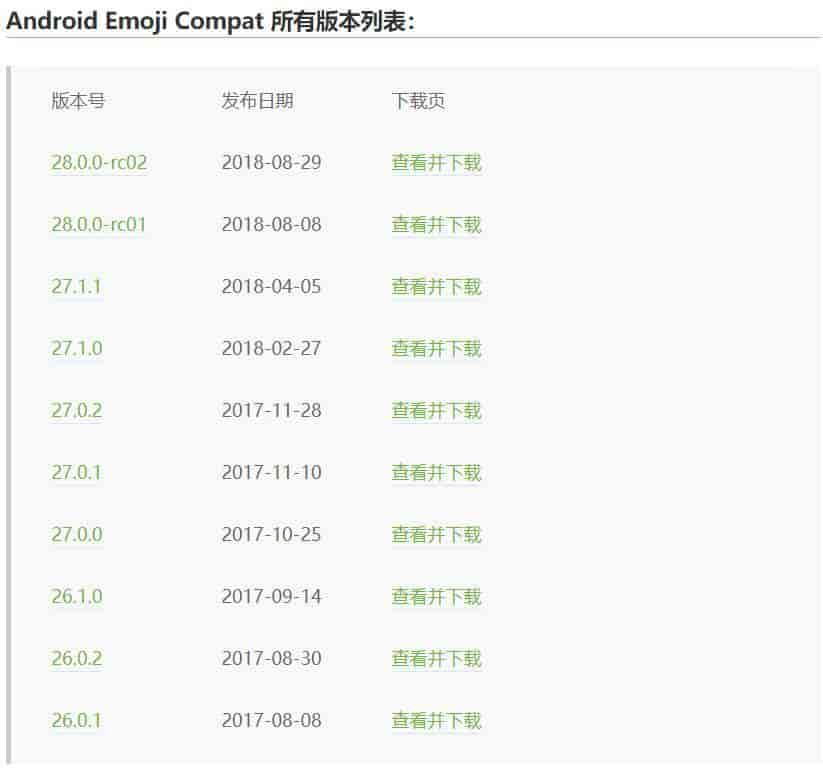 Android Emoji Compat 所有版本列表：
版本号 发布日期 下载页
28.0.0-rc02 2018-08-29 查看并下载
28.0.0-rc01 2018-08-08 查看并下载
27.1.1 2018-04-05 查看并下载
27.1.0 2018-02-27 查看并下载
27.0.2 2017-11-28 查看并下载
27.0.1 2017-11-10 查看并下载
27.0.0 2017-10-25 查看并下载
26.1.0 2017-09-14 查看并下载
26.0.2 2017-08-30 查看并下载
26.0.1 2017-08-08 查看并下载